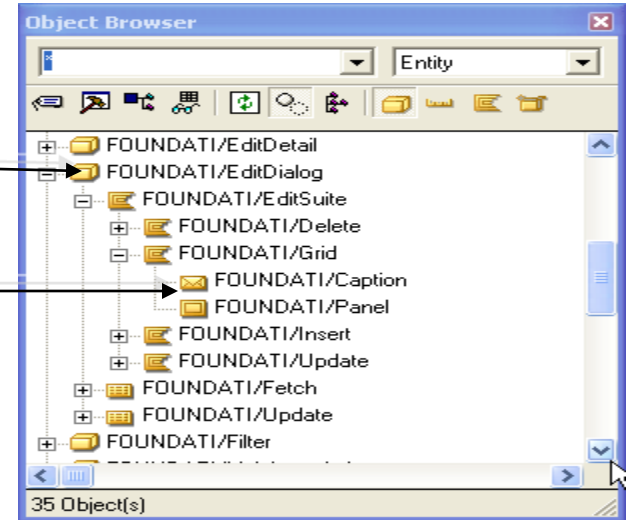 Object Browser
* Entity
FOUNDATI/EditDetail
FOUNDATI/EditDialog
FOUNDATI/EditSuite
FOUNDATI/Delete
FOUNDATI/Grid
FOUNDATI/Caption
FOUNDATI/Panel
FOUNDATI/Insert
FOUNDATI/Update
FOUNDATI/Fetch
FOUNDATI/Update
FOUNDATI/Filter
35 Object(s)